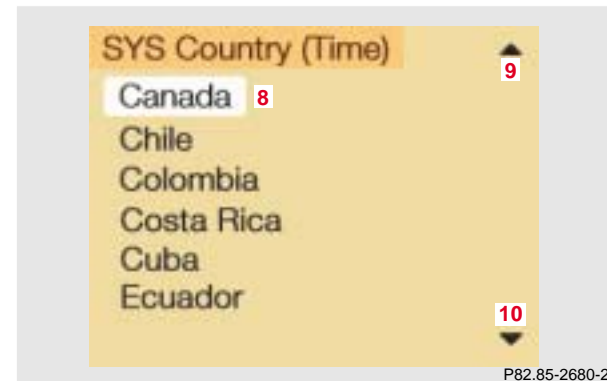 SYS Country (Time)
9
Canada 8
Chile
Colombia
Costa Rica
Cuba
Ecuador
10
P82.85-2680-2